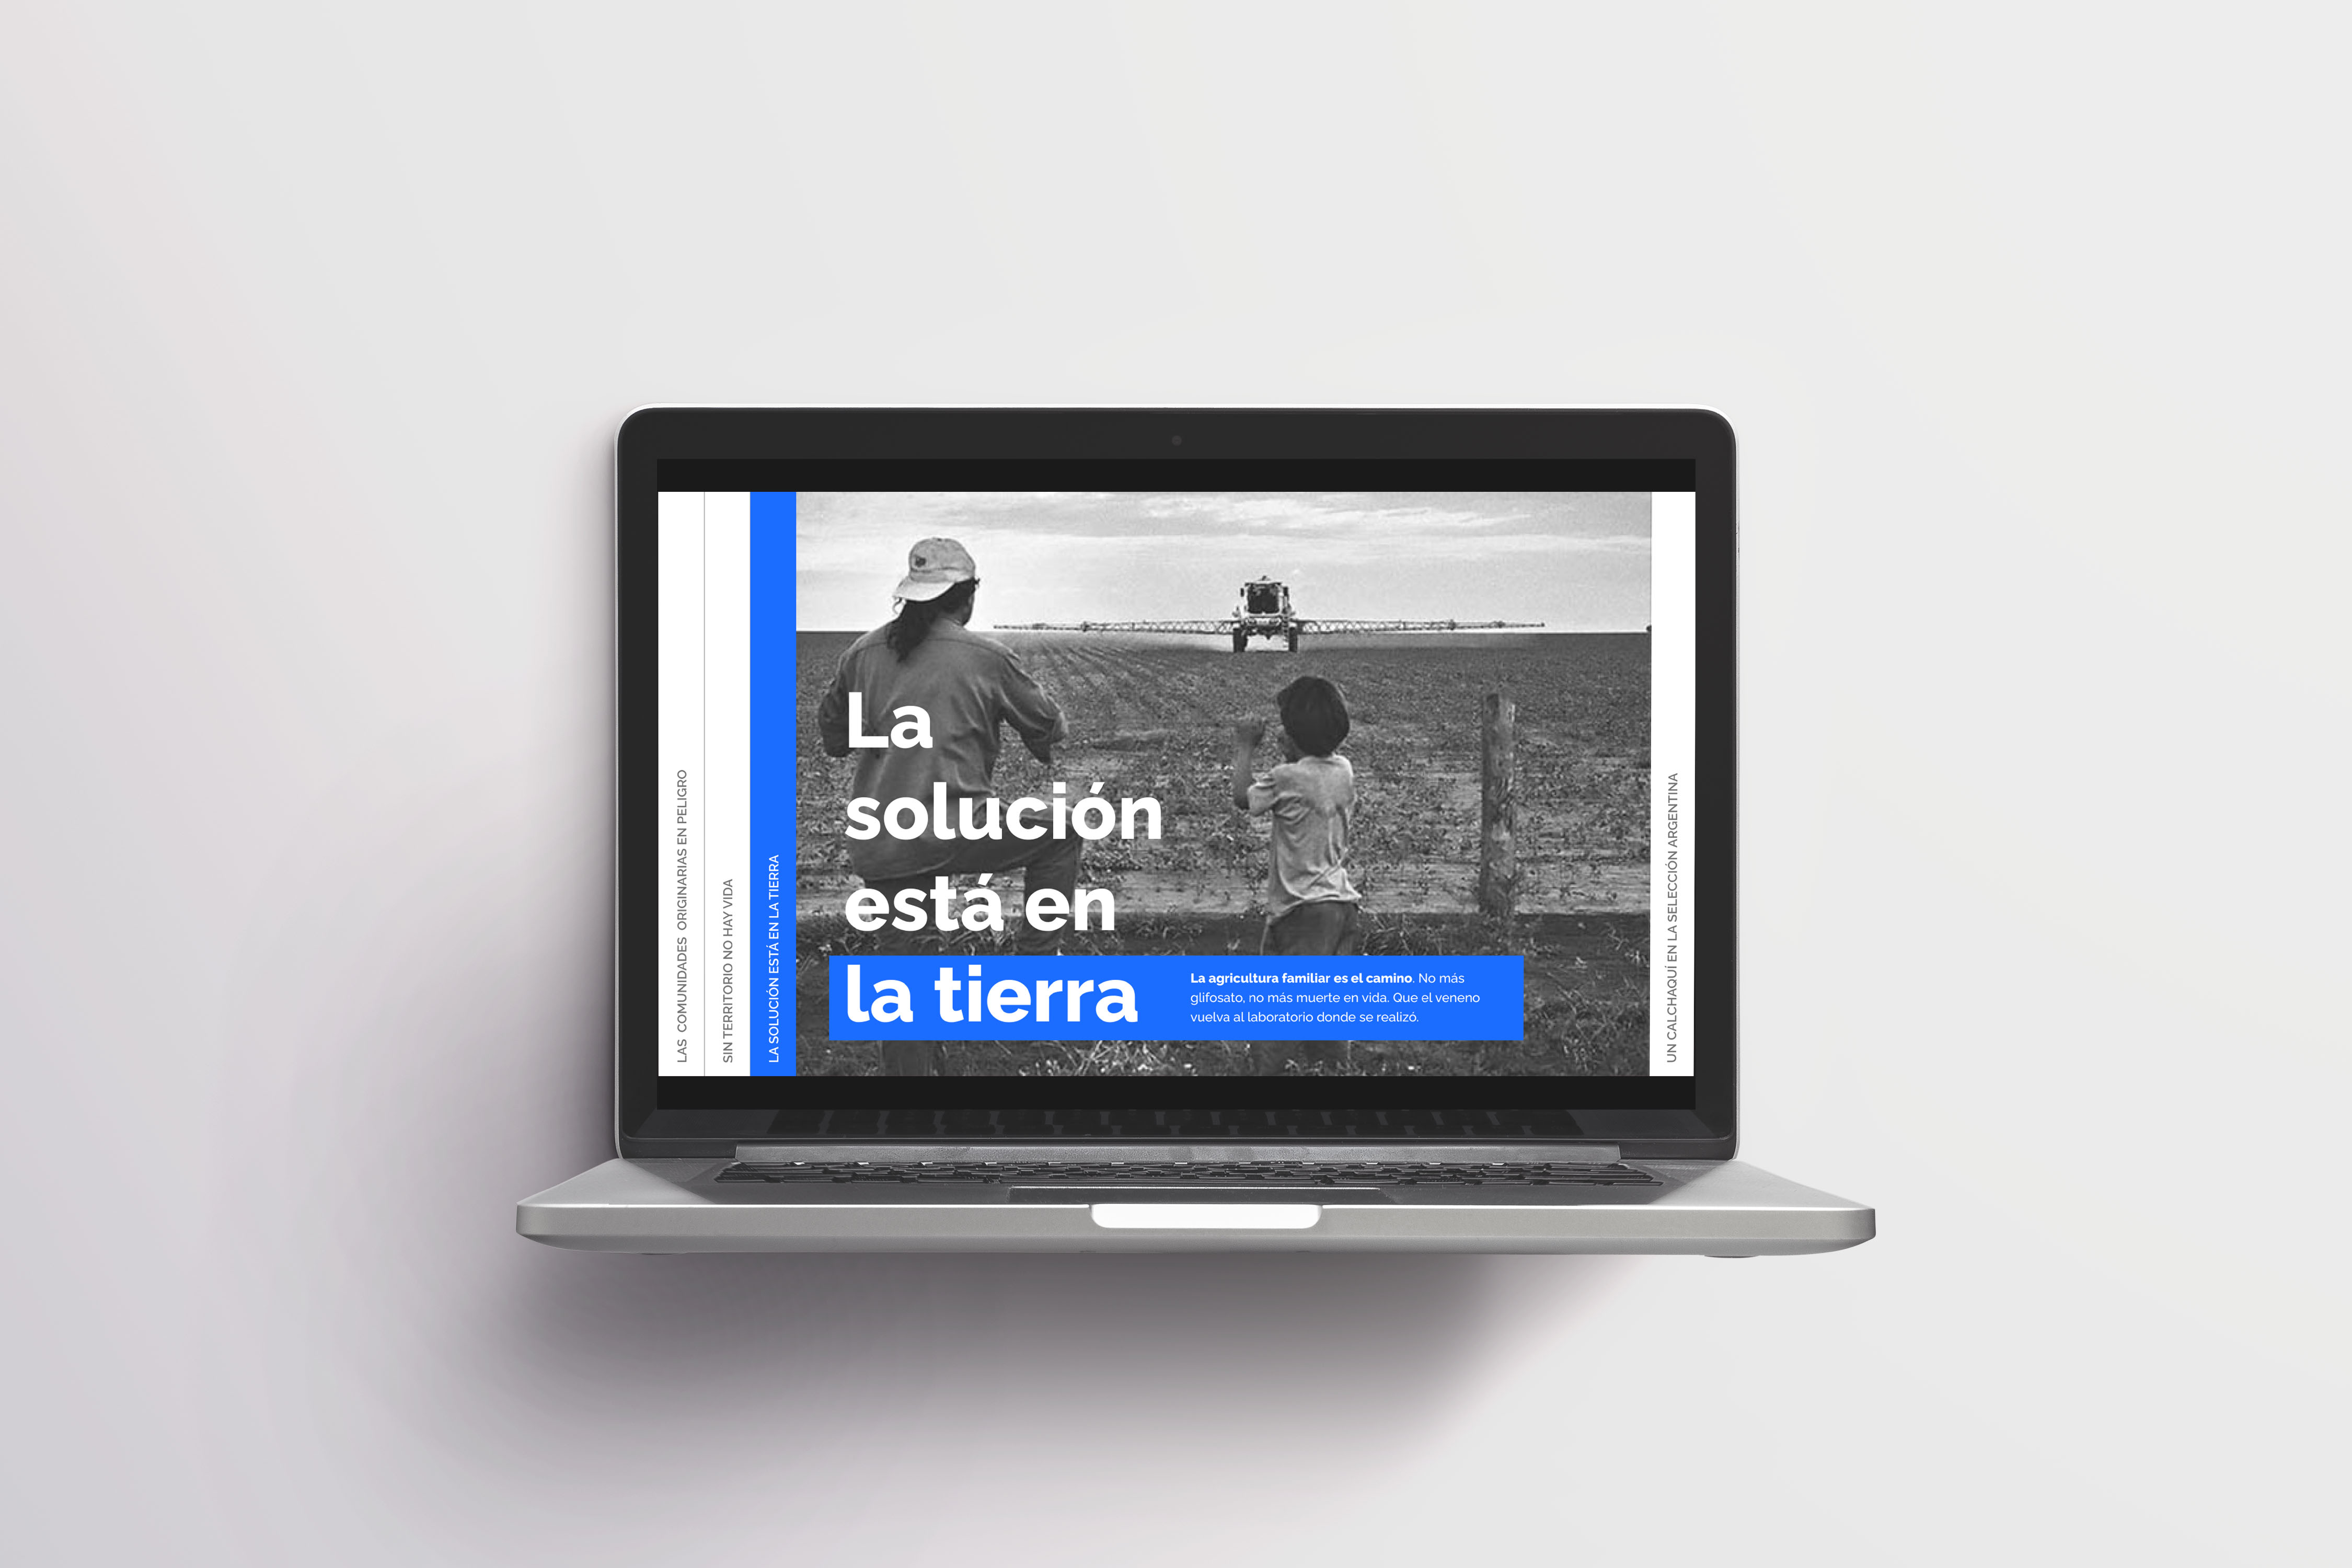 LAS COMUNIDADES ORIGINARIAS EN PELIGRO
SIN TERRITORIO NO HAY VIDA
LA SOLUCIÓN ESTÁ EN LA TIERRA
La
solución
está en
la tierra
La agricultura familiar es el camino. No más
glifosato, no más muerte en vida. Que el veneno
vuelva al laboratorio donde se realizó.
UN CALCHAQUÍ EN LA SELECCIÓN ARGENTINA